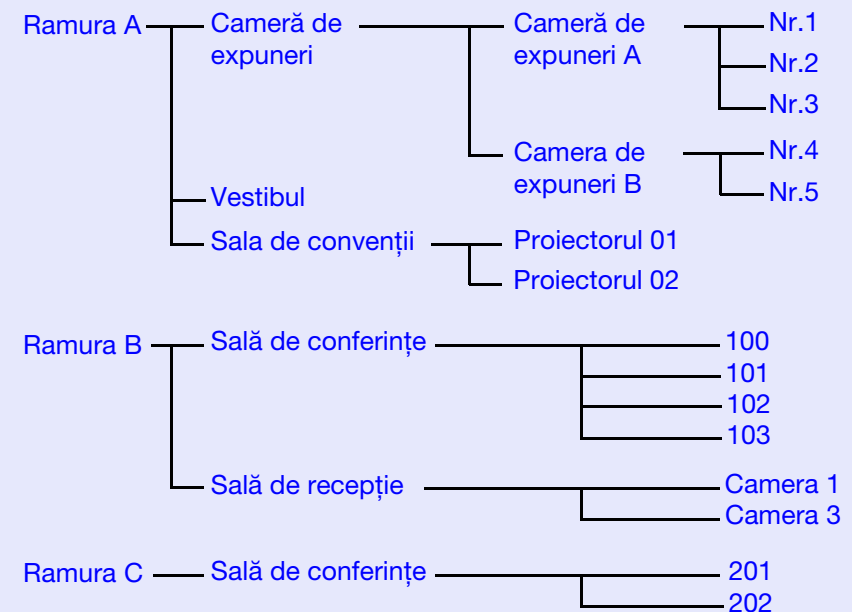 Ramura A
Cameră de
expuneri
Cameră de
expuneri A
Nr.1
Nr.2
Nr.3
Camera de
expuneri B
Nr.4
Nr.5
Vestibul
Sala de convenții
Proiectorul 01
Proiectorul 02
Ramura B
Sală de conferințe
100
101
102
103
Sală de recepție
Camera 1
Camera 3
Ramura C
Sală de conferințe
201
202